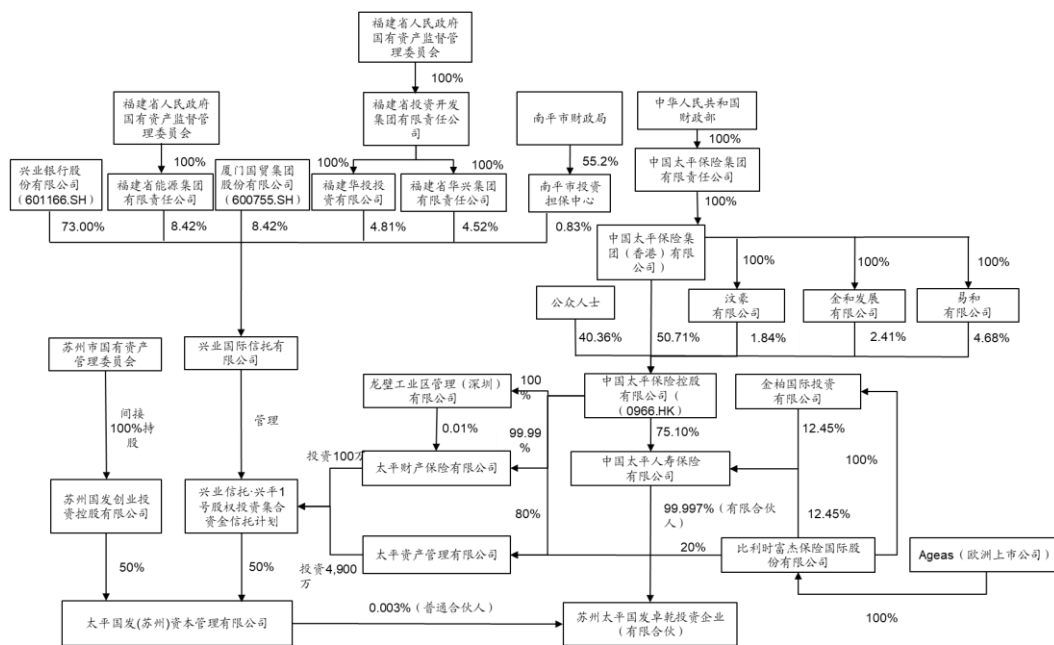 福建省人民政府
国有资产监督管
理委员会
100%
福建省人民政府
国有资产监督管
理委员会
福建省投资开发
集团有限责任公
司
南平市财政局
中华人民共和国
财政部
100%
100%
100%
100%
55.2%
兴业银行股
份有限公司
（601166.SH）
福建省能源集团
有限责任公司
厦门国贸集团
股份有限公司
（600755.SH）
福建华投投
资有限公司
福建省华兴集团
有限责任公司
南平市投资
担保中心
中国太平保险集团
有限责任公司
100%
73.00%
8.42%
8.42%
4.81%
4.52%
0.83%
中国太平保险集
团（香港）有限
公司）
100%
100%
100%
公众人士
汶豪
有限公司
金和发展
有限公司
易和
有限公司
40.36%
50.71%
1.84%
2.41%
4.68%
苏州市国有资产
管理委员会
兴业国际信托有
限公司
龙壁工业区管理（深圳）
有限公司
100
%
中国太平保险控股
有限公司（
0966.HK）
金柏国际投资
有限公司
间接
100%持
股
管理
0.01%
99.99
%
75.10%
12.45%
投资100万
太平财产保险有限公司
中国太平人寿保险
有限公司
100%
苏州国发创业投
资控股有限公司
兴业信托·兴平1
号股权投资集合
资金信托计划
80%
99.997%（有限合伙
人）
12.45%
太平资产管理有限公司
20%
比利时富杰保险国际股
份有限公司
Ageas（欧洲上市公司）
50%
50%
投资4,900
万
0.003%（普通合伙人）
100%
太平国发(苏州)资本管理有限公司
苏州太平国发卓乾投资企业
（有限合伙）